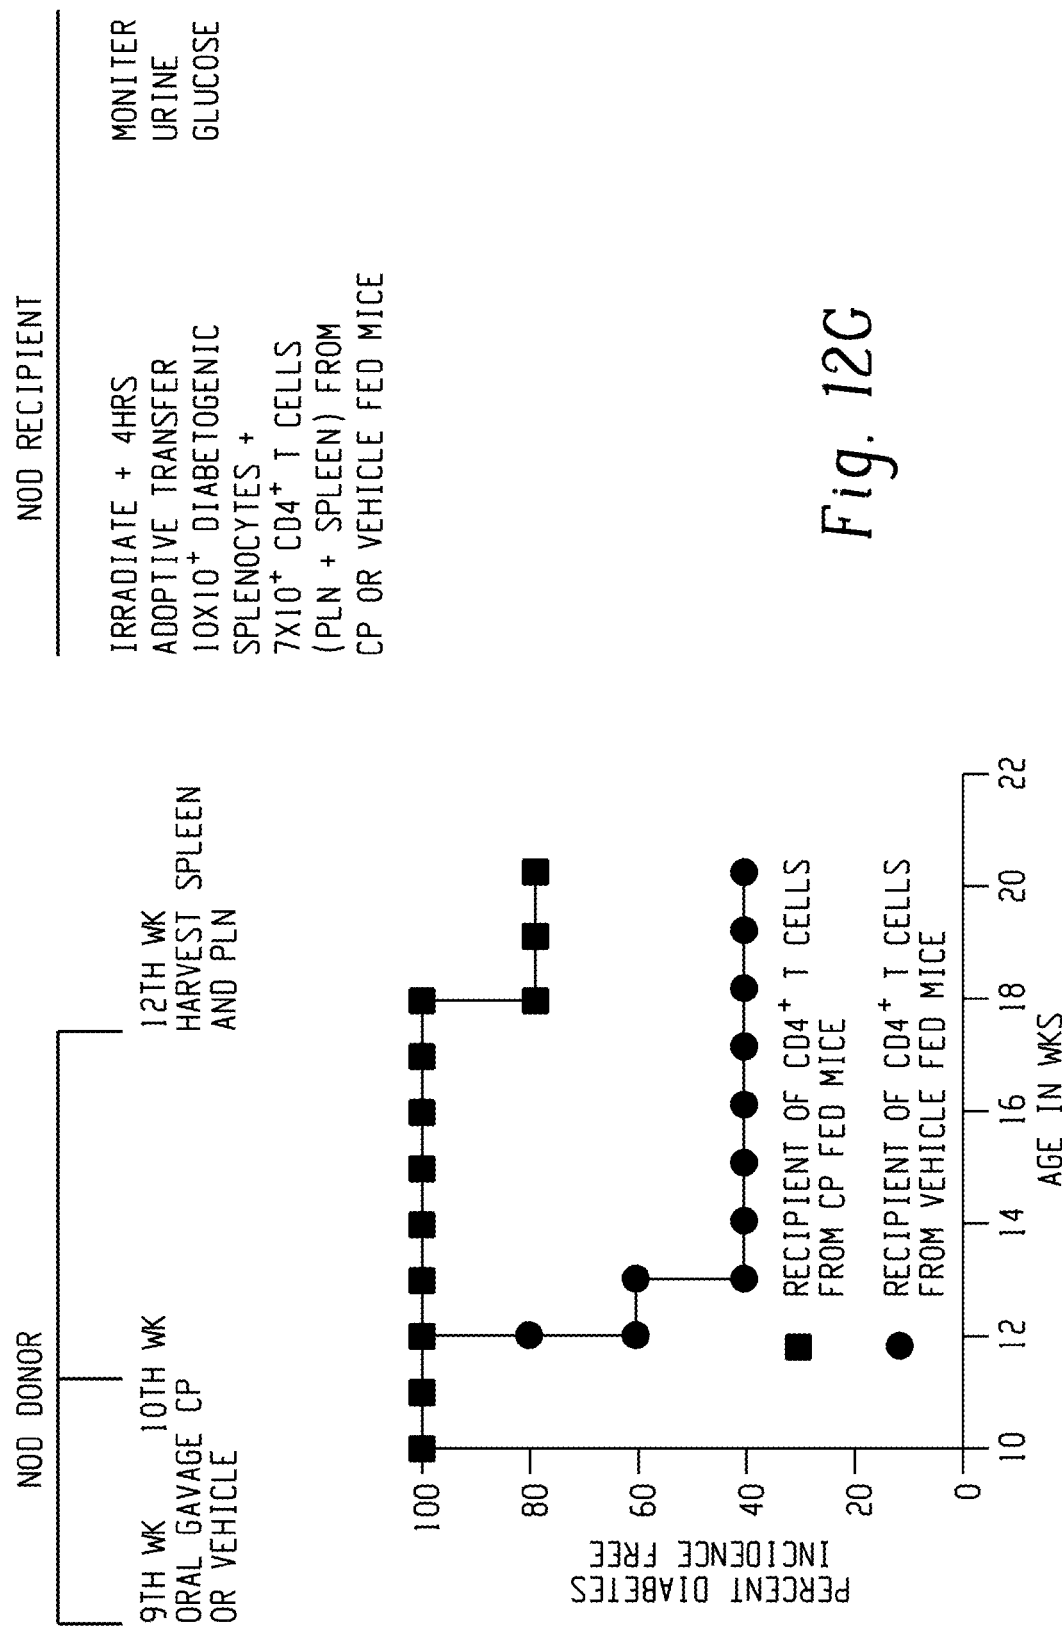 NOD DONOR
9TH WK 10TH WK
ORAL GAVAGE CP
OR VEHICLE
12TH WK
HARVEST SPLEEN
AND PLN
NOD RECIPIENT
IRRADIATE + 4HRS
ADOPTIVE TRANSFER
10X10⁺ DIABETOGENIC
SPLENOCYTES +
7X10⁺ CD4⁺ T CELLS
(PLN + SPLEEN) FROM
CP OR VEHICLE FED MICE
MONITER
URINE
GLUCOSE
PERCENT DIABETES
INCIDENCE FREE
100
80
60
40
20
0
10 12 14 16 18 20 22
AGE IN WKS
RECIPIENT OF CD4⁺ T CELLS
FROM CP FED MICE
RECIPIENT OF CD4⁺ T CELLS
FROM VEHICLE FED MICE
Fig. 12G